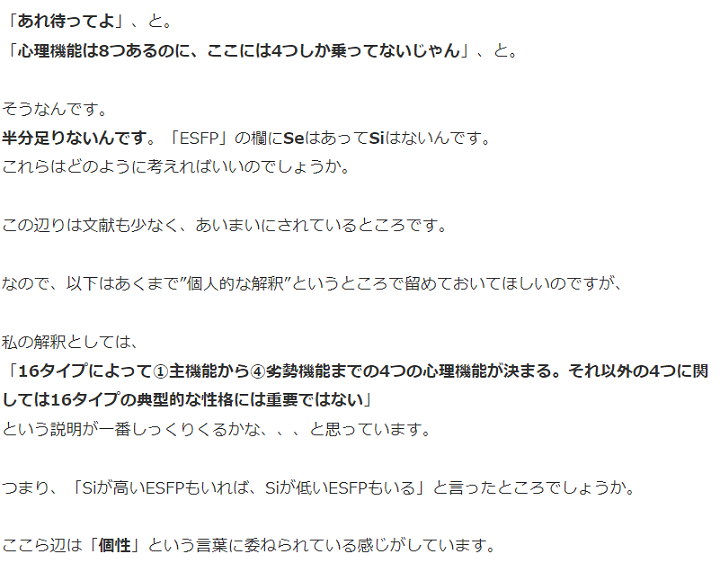 「あれ待ってよ」、と。
「心理機能は8つあるのに、ここには4つしか乗ってないじゃん」、と。
そうなんです。
半分足りないんです。「ESFP」の欄にSeはあってSiはないんです。
これらはどのように考えればいいのでしょうか。
この辺りは文献も少なく、あいまいにされているところです。
なので、以下はあくまで”個人的な解釈”というところで留めておいてほしいのですが、
私の解釈としては、
「16タイプによって①主機能から④劣勢機能までの4つの心理機能が決まる。それ以外の4つに関
しては16タイプの典型的な性格には重要ではない」
という説明が一番しっくりくるかな、、、と思っています。
つまり、「Siが高いESFPもいれば、Siが低いESFPもいる」と言ったところでしょうか。
ここら辺は「個性」という言葉に委ねられている感じがしています。